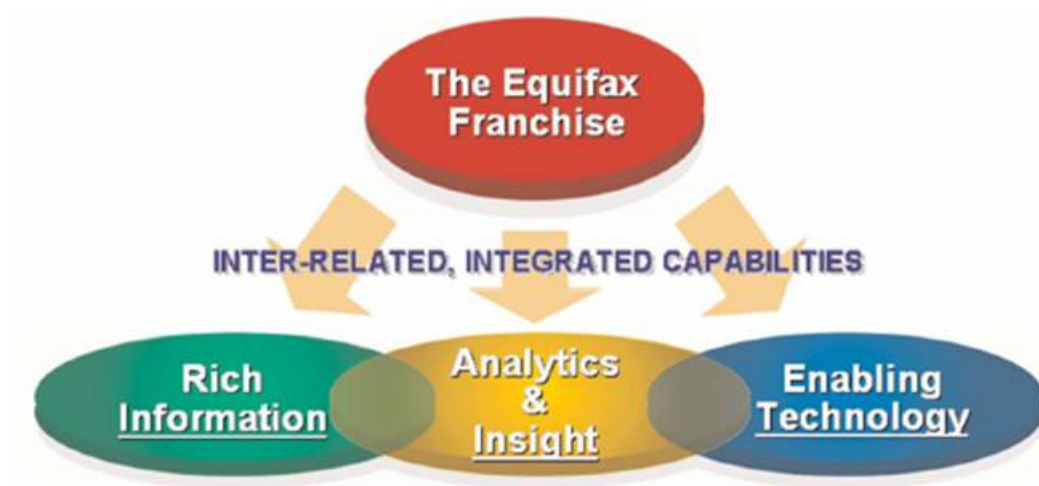 The Equifax
Franchise
INTER-RELATED, INTEGRATED CAPABILITIES
Rich
Information
Analytics
&
Insight
Enabling
Technology